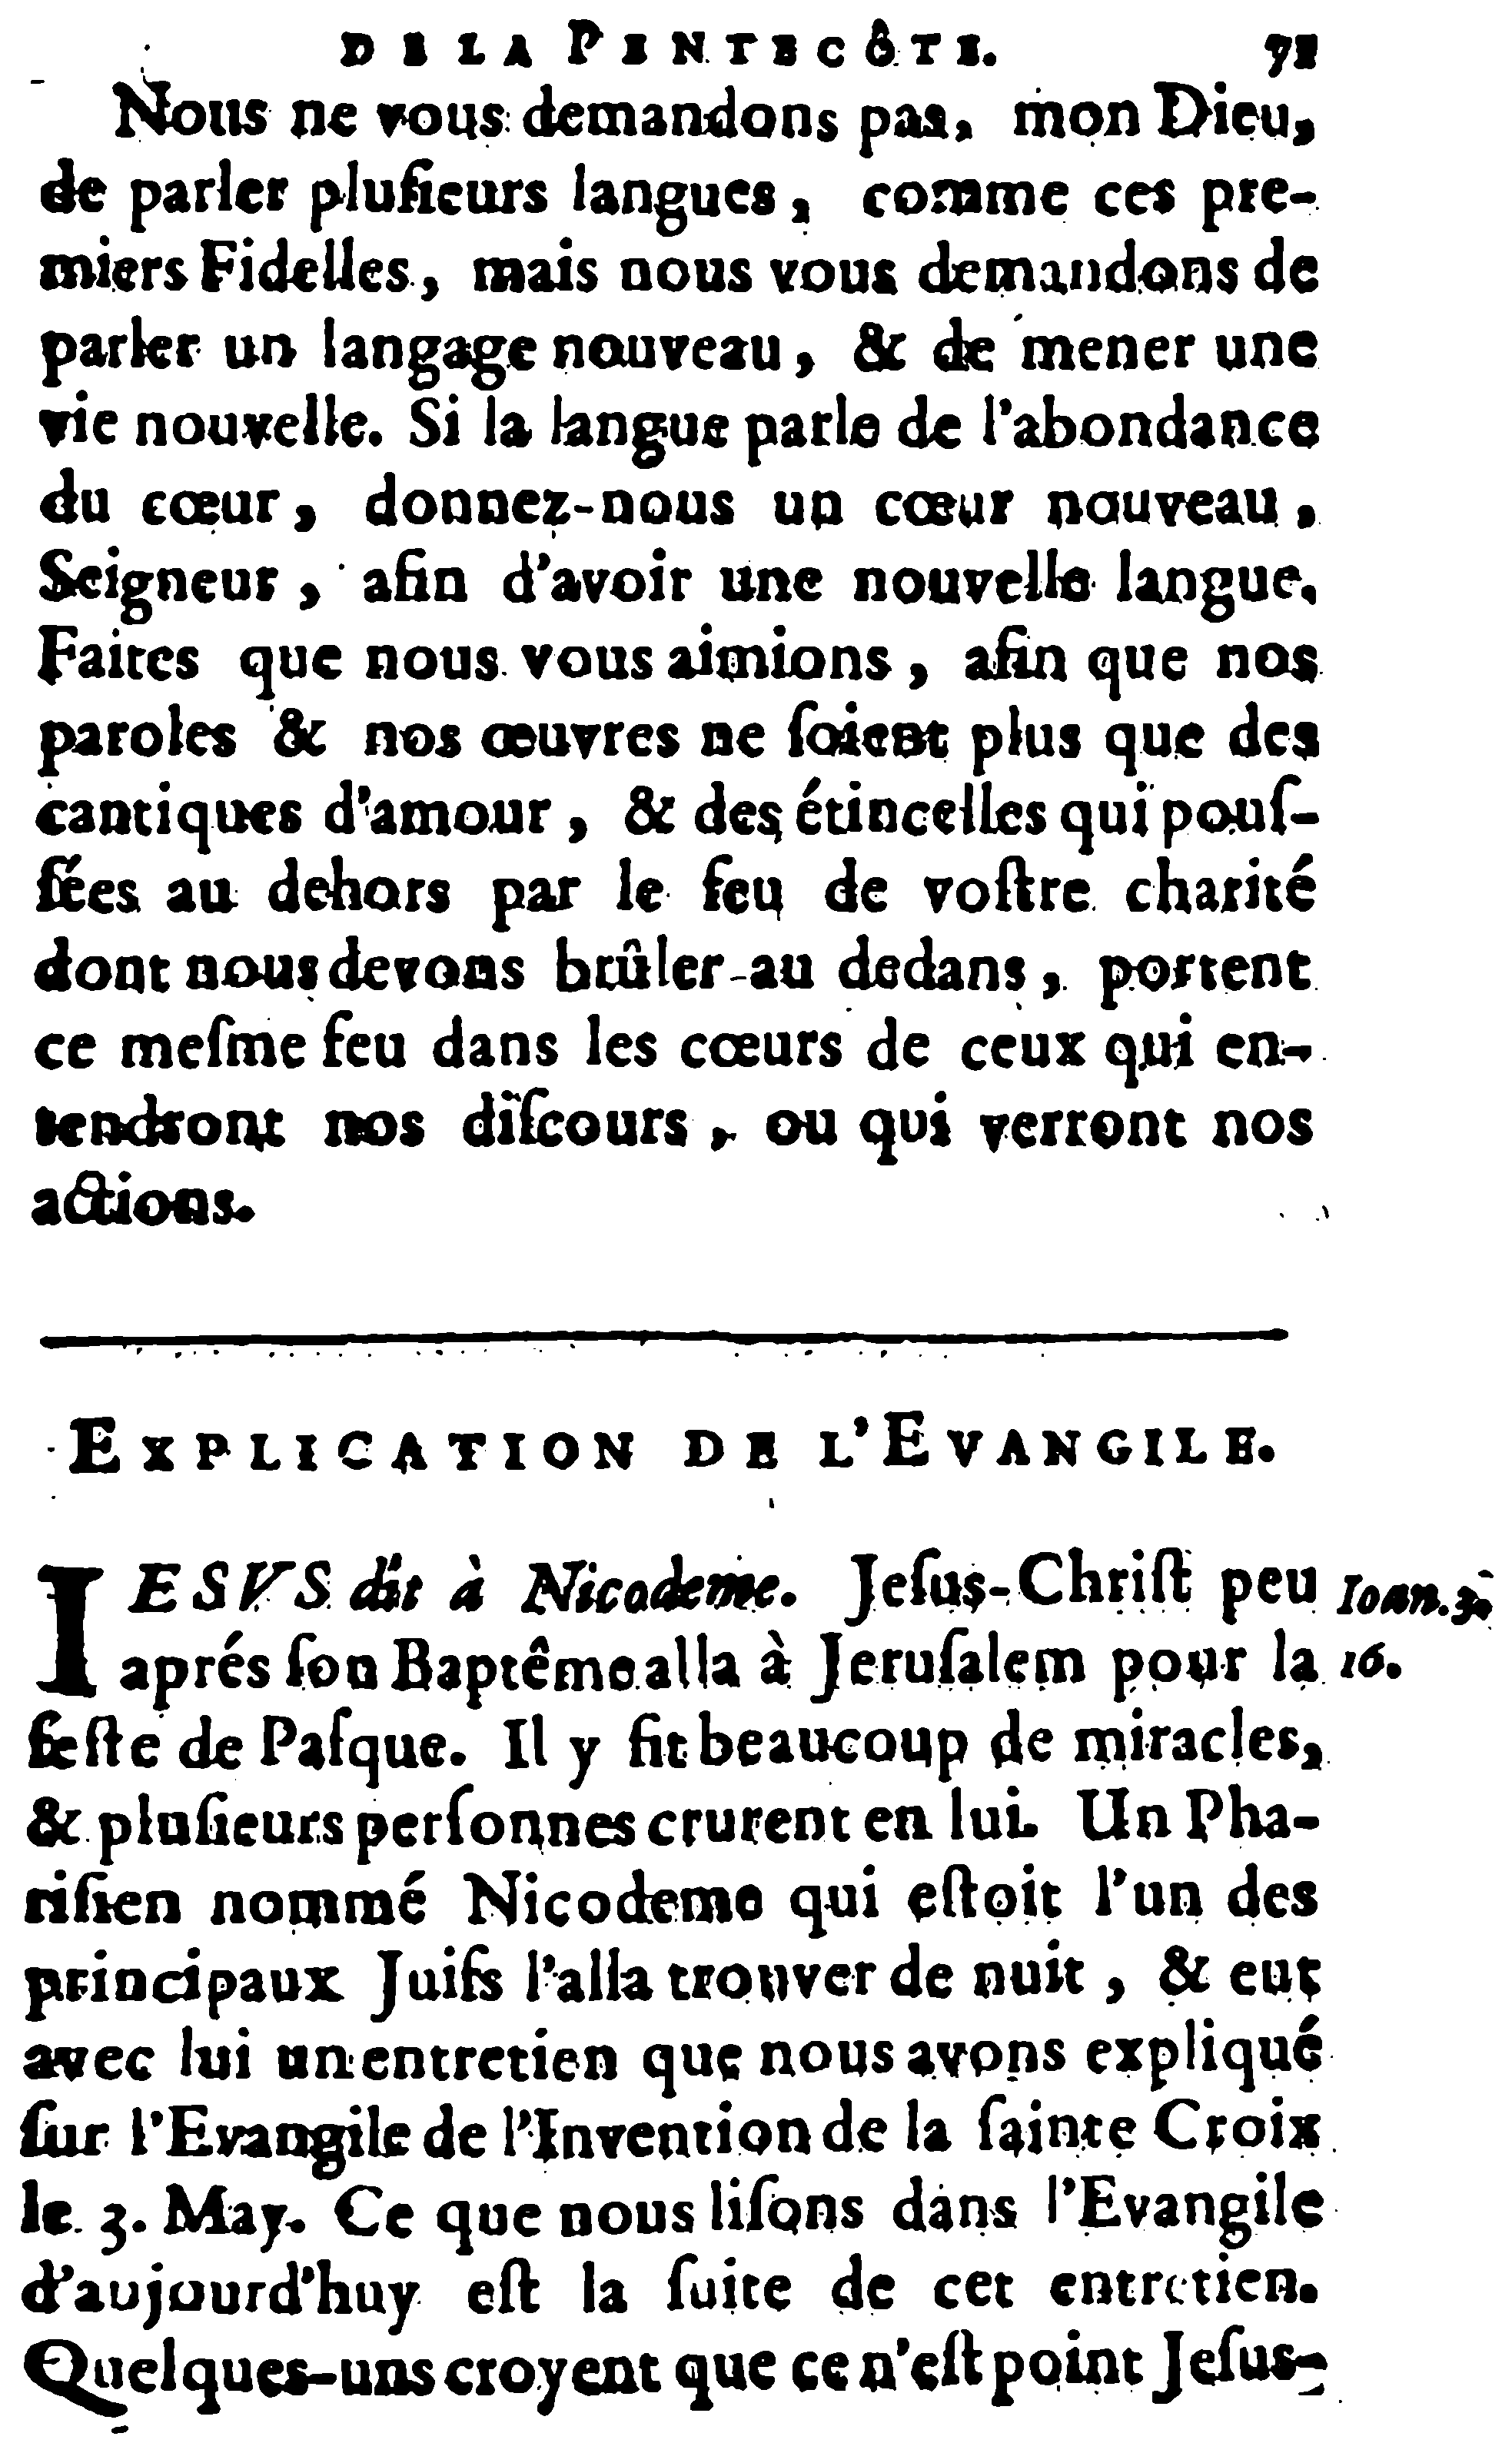 DE LA PENTECÔTE. 71
Nous ne vous demandons pas, mon Dieu,
de parler pluſieurs langues, comme ces pre-
miers Fidelles, mais nous vous demandons de
parler un langage nouveau, & de mener une
vie nouvelle. Si la langue parle de l'abondance
du cœur, donnez-nous un cœur nouveau,
Seigneur, afin d'avoir une nouvelle langue.
Faites que nous vous aimions, afin que nos
paroles & nos œuvres ne ſoient plus que des
cantiques d'amour, & des étincelles qui pouſ-
ſées au dehors par le feu de voſtre charité
dont nous devons brûler au dedans, portent
ce meſme feu dans les cœurs de ceux qui en-
tendront nos diſcours, ou qui verront nos
actions.
EXPLICATION DE L'EVANGILE.
IESVS dit à Nicodeme. Jeſus-Chriſt peu Ioan. 3.
aprés ſon Baptême alla à Jeruſalem pour la 16.
feſte de Paſque. Il y fit beaucoup de miracles,
& pluſieurs perſonnes crurent en lui. Un Pha-
riſien nommé Nicodeme qui eſtoit l'un des
principaux Juifs l'alla trouver de nuit, & eut
avec lui un entretien que nous avons expliqué
ſur l'Evangile de l'Invention de la ſainte Croix
le 3. May. Ce que nous liſons dans l'Evangile
d'aujourd'huy eſt la ſuite de cet entretien.
Quelques-uns croyent que ce n'eſt point Jeſus-